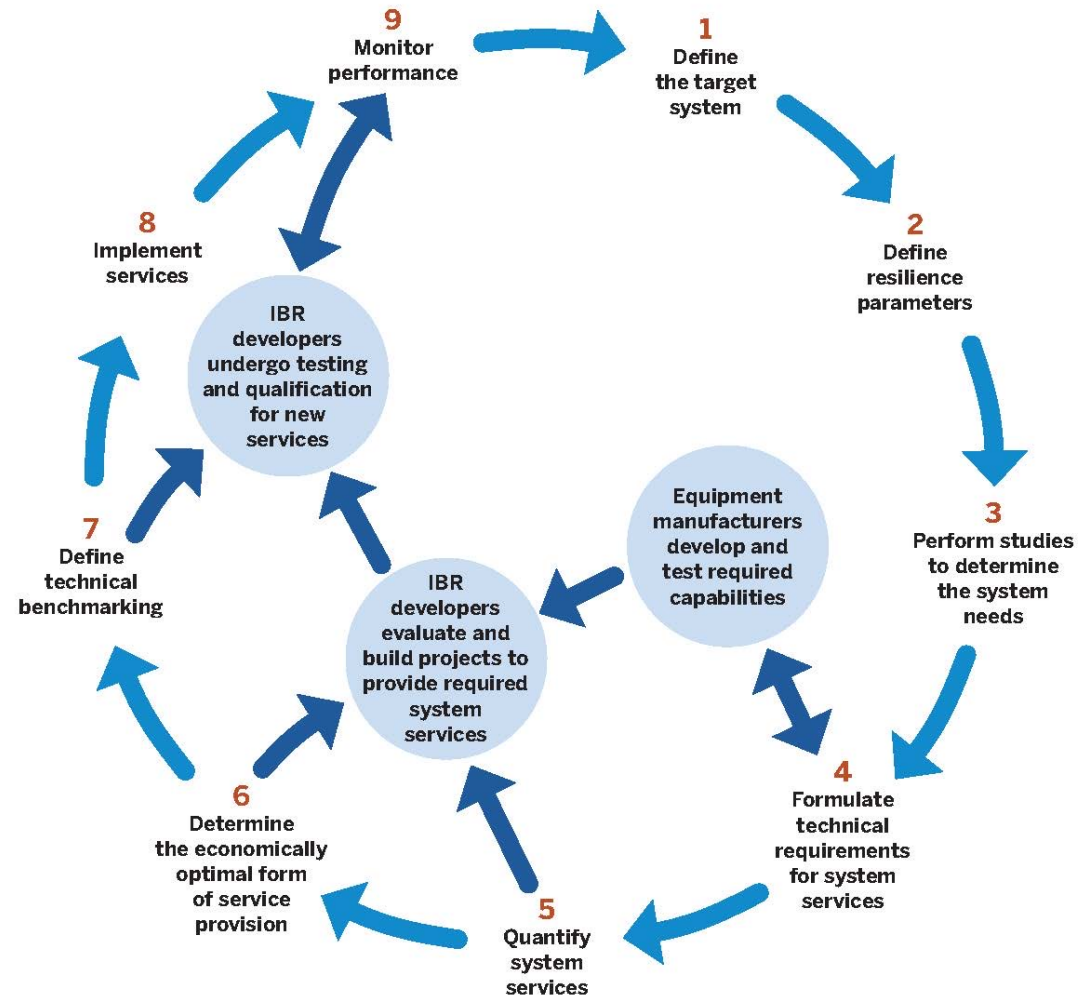 1
Define
the target
system
2
Define
resilience
parameters
3
Perform studies
to determine
the system
needs
4
Formulate
technical
requirements
for system
services
5
Quantify
system
services
6
Determine
the economically
optimal form
of service
provision
7
Define
technical
benchmarking
8
Implement
services
9
Monitor
performance
IBR
developers
undergo testing
and qualification
for new
services
Equipment
manufacturers
develop and
test required
capabilities
IBR
developers
evaluate and
build projects to
provide required
system
services